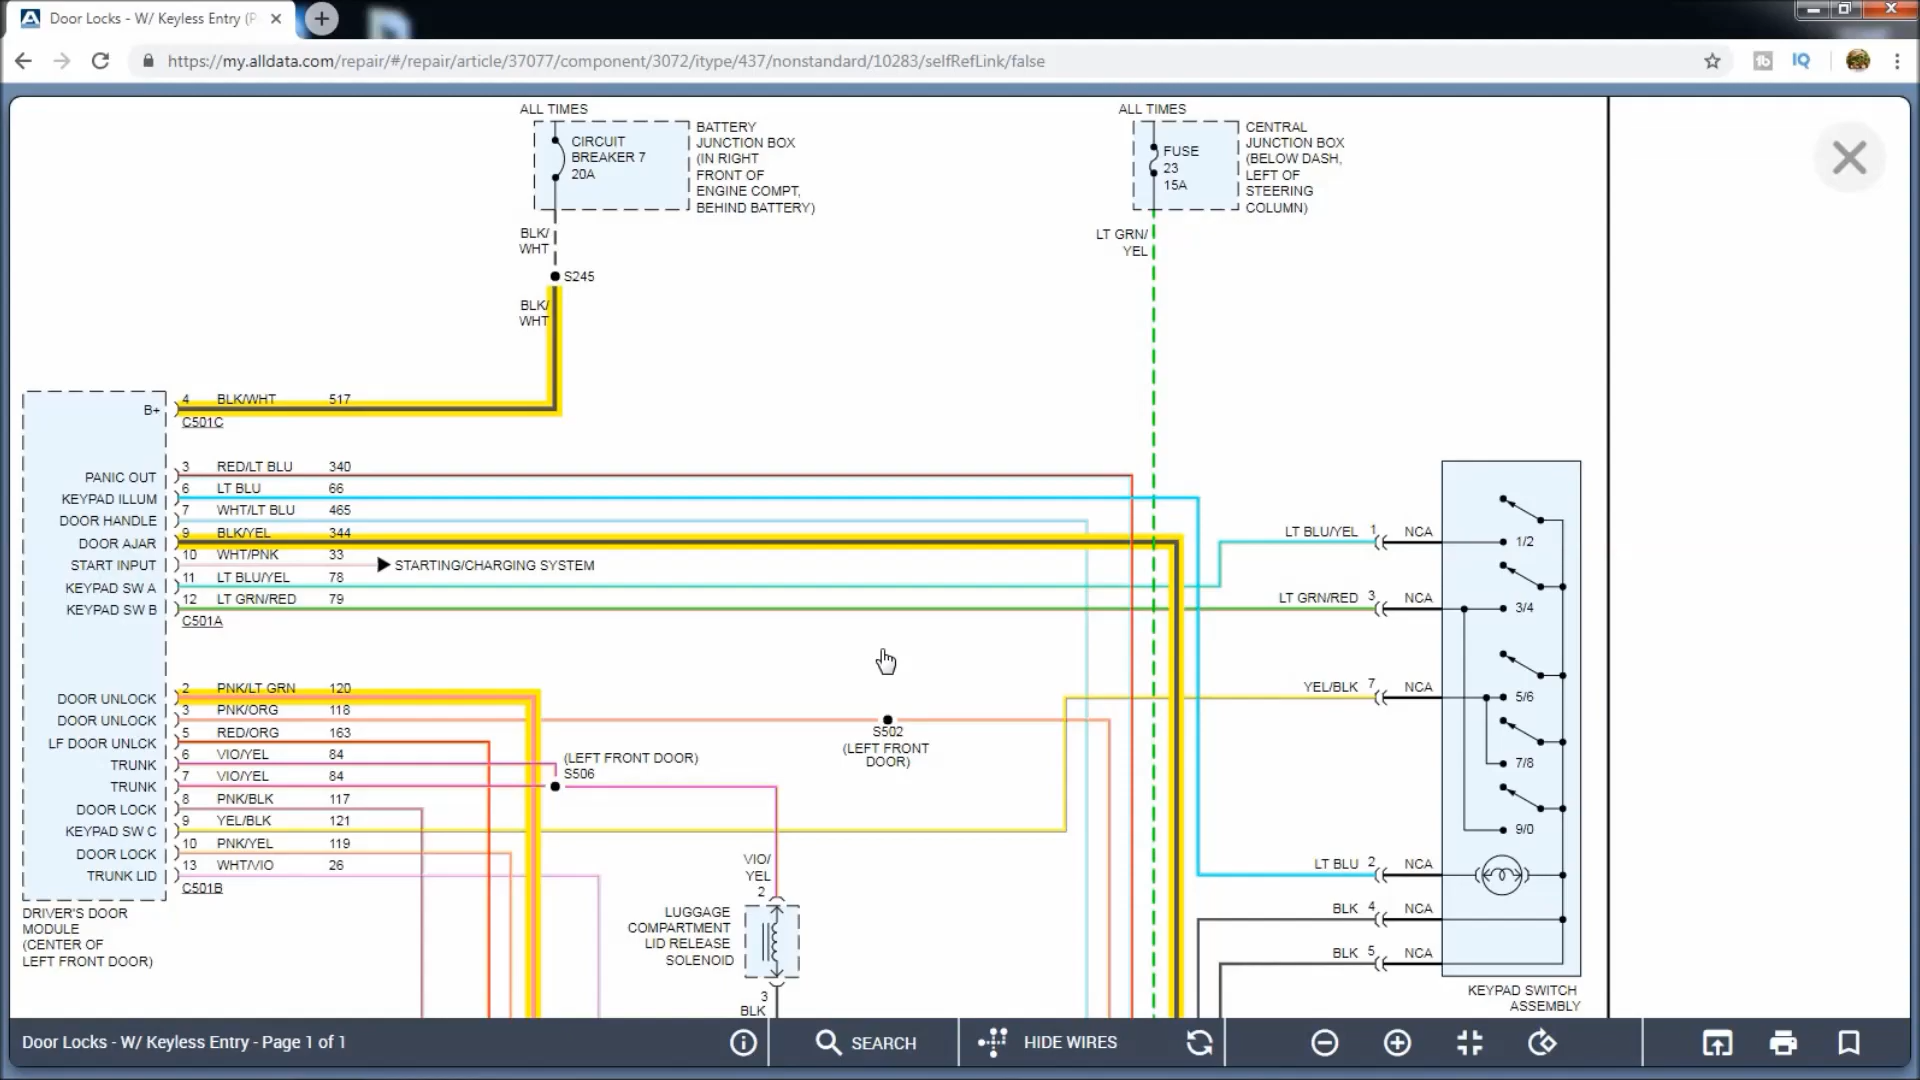 Door Locks - W/ Keyless Entry (P
https://my.alldata.com/repair/#/repair/article/37077/component/3072/itype/437/nonstandard/10283/selfRefLink/false
IQ
ALL TIMES
CIRCUIT
BREAKER 7
20A
BATTERY
JUNCTION BOX
(IN RIGHT
FRONT OF
ENGINE COMPT,
BEHIND BATTERY)
ALL TIMES
FUSE
23
15A
CENTRAL
JUNCTION BOX
(BELOW DASH,
LEFT OF
STEERING
COLUMN)
BLK/
WHT
S245
BLK/
WHT
LT GRN/
YEL
B+ 4 BLK/WHT 517
C501C
PANIC OUT 3 RED/LT BLU 340
KEYPAD ILLUM 6 LT BLU 66
DOOR HANDLE 7 WHT/LT BLU 465
DOOR AJAR 9 BLK/YEL 344
START INPUT 10 WHT/PNK 33 STARTING/CHARGING SYSTEM
KEYPAD SW A 11 LT BLU/YEL 78
KEYPAD SW B 12 LT GRN/RED 79
C501A
DOOR UNLOCK 2 PNK/LT GRN 120
DOOR UNLOCK 3 PNK/ORG 118
LF DOOR UNLCK 5 RED/ORG 163
TRUNK 6 VIO/YEL 84
TRUNK 7 VIO/YEL 84
DOOR LOCK 8 PNK/BLK 117
KEYPAD SW C 9 YEL/BLK 121
DOOR LOCK 10 PNK/YEL 119
TRUNK LID 13 WHT/VIO 26
C501B
DRIVER'S DOOR
MODULE
(CENTER OF
LEFT FRONT DOOR)
(LEFT FRONT DOOR)
S506
S502
(LEFT FRONT
DOOR)
VIO/
YEL
2
LUGGAGE
COMPARTMENT
LID RELEASE
SOLENOID
3
BLK
LT BLU/YEL 1 NCA 1/2
LT GRN/RED 3 NCA 3/4
YEL/BLK 7 NCA 5/6
7/8
9/0
LT BLU 2 NCA
BLK 4 NCA
BLK 5 NCA
KEYPAD SWITCH
ASSEMBLY
Door Locks - W/ Keyless Entry - Page 1 of 1
SEARCH
HIDE WIRES